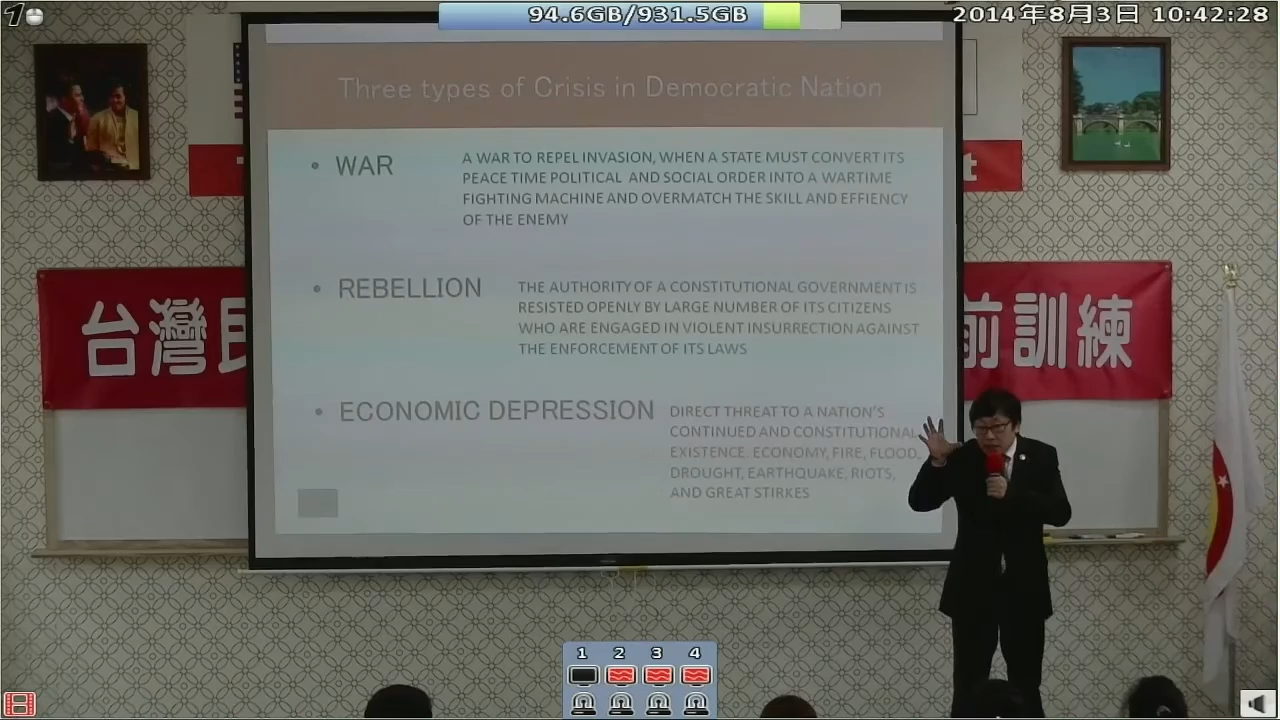 1
94.6GB/931.5GB
2014年8月3日 10:42:28
Three types of Crisis in Democratic Nation
t
• WAR
A WAR TO REPEL INVASION, WHEN A STATE MUST CONVERT ITS
PEACE TIME POLITICAL AND SOCIAL ORDER INTO A WARTIME
FIGHTING MACHINE AND OVERMATCH THE SKILL AND EFFIENCY
OF THE ENEMY
• REBELLION
THE AUTHORITY OF A CONSTITUTIONAL GOVERNMENT IS
RESISTED OPENLY BY LARGE NUMBER OF ITS CITIZENS
WHO ARE ENGAGED IN VIOLENT INSURRECTION AGAINST
THE ENFORCEMENT OF ITS LAWS
台灣民
前訓練
• ECONOMIC DEPRESSION
DIRECT THREAT TO A NATION'S
CONTINUED AND CONSTITUTIONAL
EXISTENCE. ECONOMY, FIRE, FLOOD,
DROUGHT, EARTHQUAKE, RIOTS,
AND GREAT STIRKES
1 2 3 4